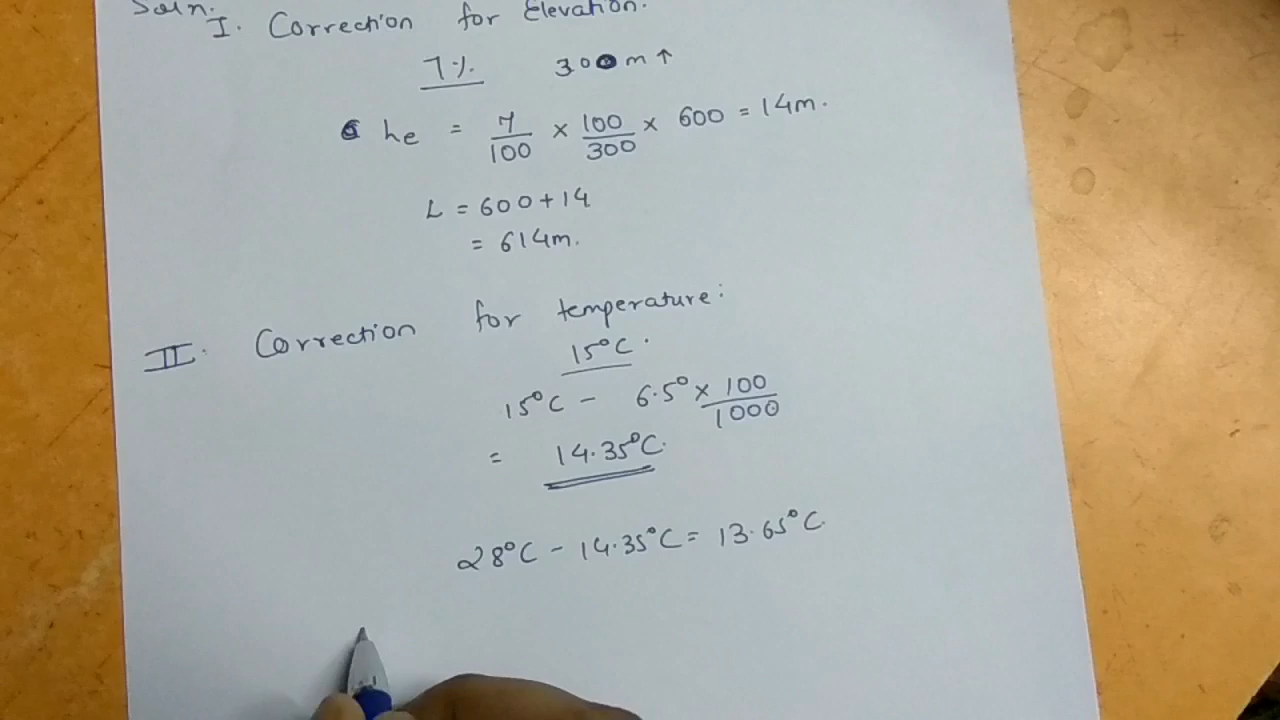 Soln.
I. Correction for Elevation.
7% 300m ↑
he = 7/100 × 100/300 × 600 = 14m.
L = 600 + 14
= 614m.
II. Correction for temperature:
15°C.
15°C - 6.5° × 100/1000
= 14.35°C.
28°C - 14.35°C = 13.65°C.